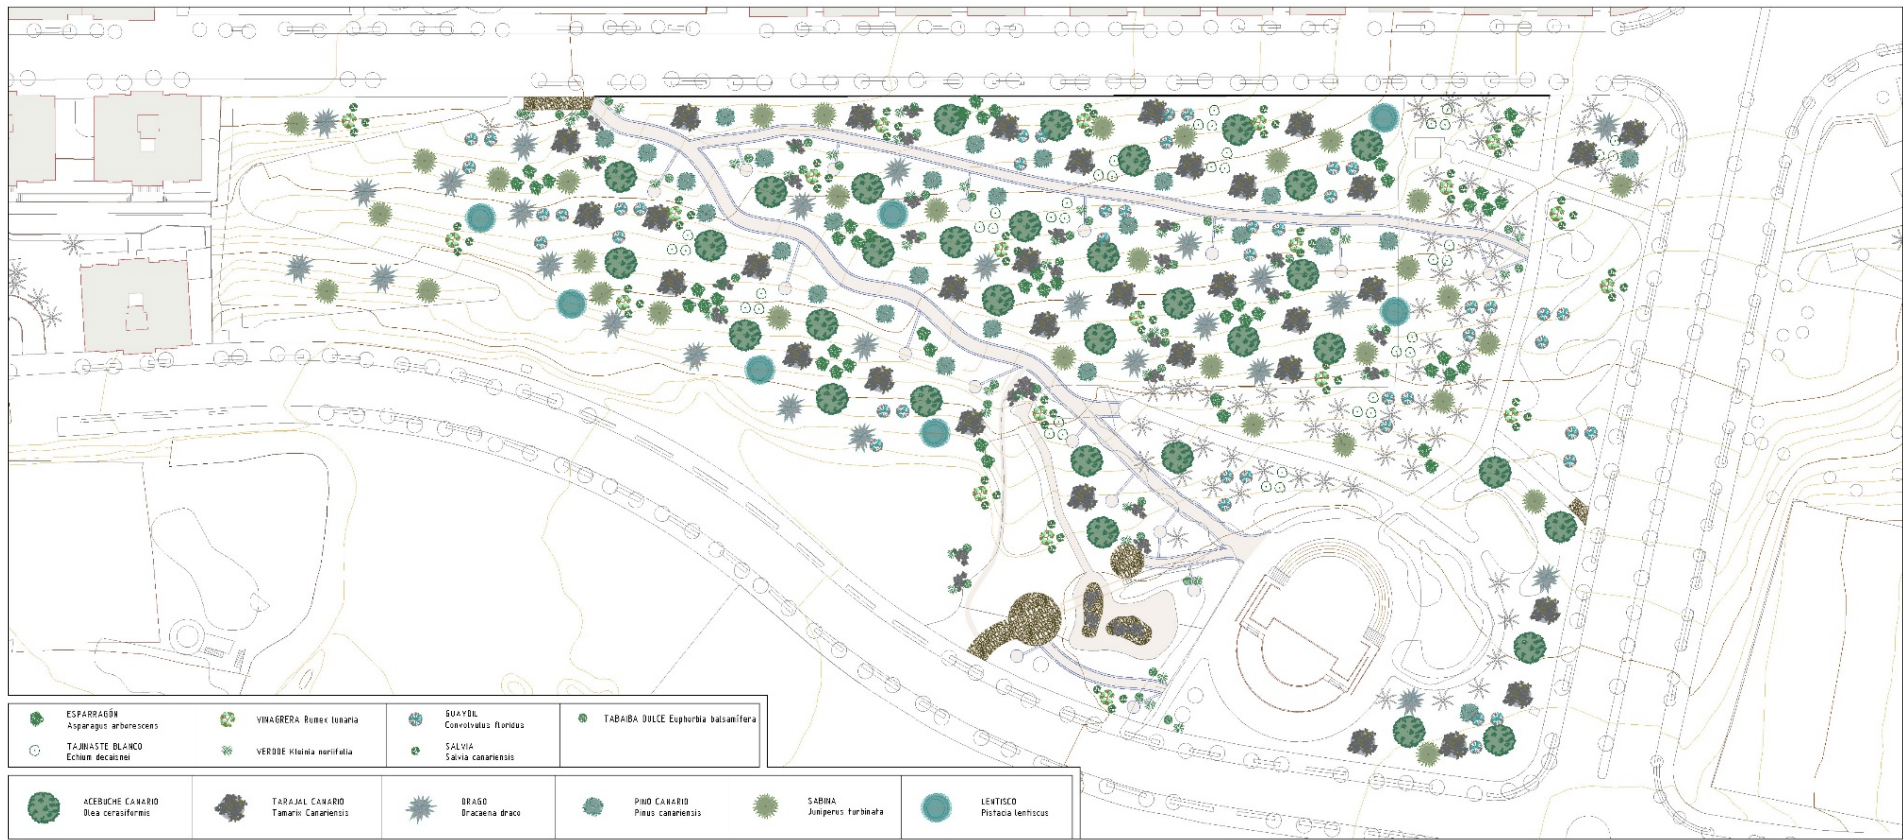 ESPARRAGÓN
Asparagus arborescens
VINAGRERA Rumex lunaria
GUAYDIL
Convolvulus floridus
TABAIBA DULCE Euphorbia balsamífera
TAJINASTE BLANCO
Echium decaisnei
VERODE Kleinia neriifolia
SALVIA
Salvia canariensis
ACEBUCHE CANARIO
Olea cerasiformis
TARAJAL CANARIO
Tamarix Canariensis
DRAGO
Dracaena draco
PINO CANARIO
Pinus canariensis
SABINA
Juniperus turbinata
LENTISCO
Pistacia lentiscus